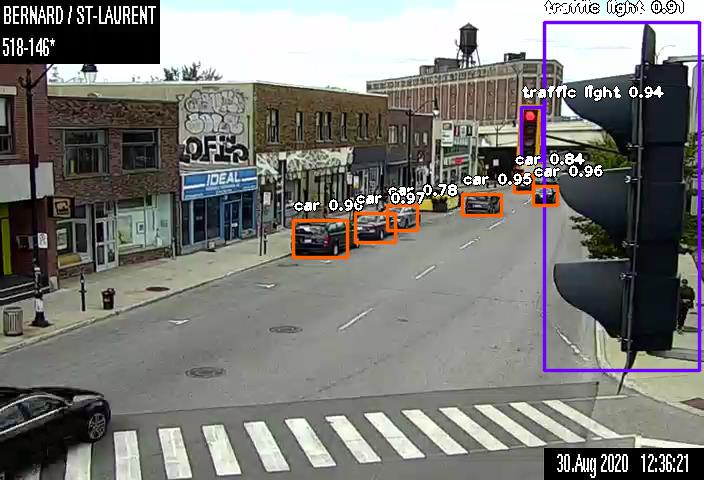 BERNARD / ST-LAURENT
518-146*
traffic light 0.91
traffic light 0.94
car 0.84
car 0.96
car 0.95
car 0.78
car 0.97
car 0.96
IDEAL
30.Aug 2020 12:36:21